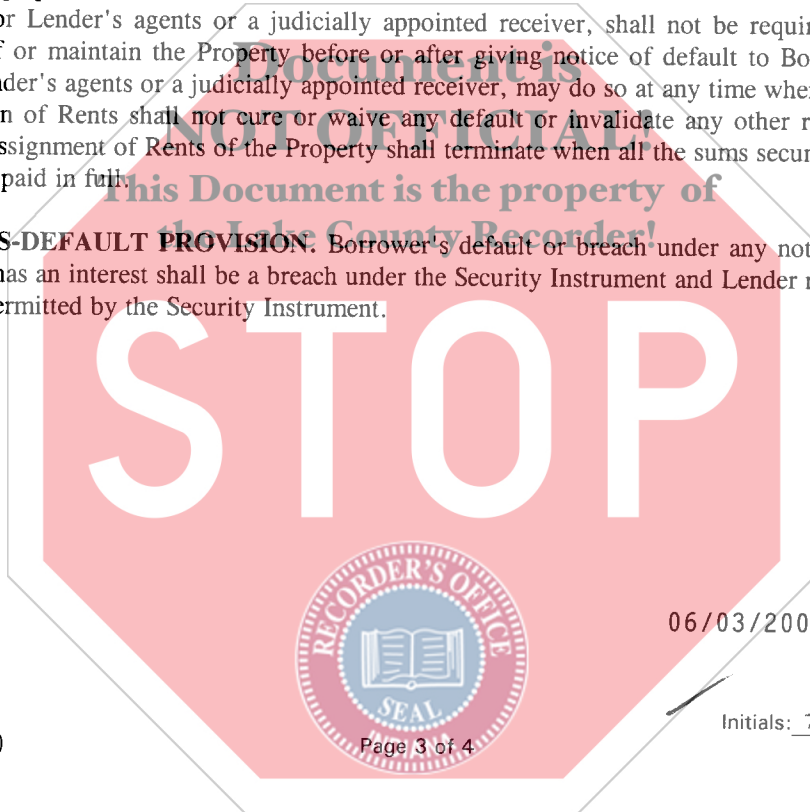 or Lender's agents or a judicially appointed receiver, shall not be requir
f or maintain the Property before or after giving notice of default to Bo
Document is
der's agents or a judicially appointed receiver, may do so at any time whe
n of Rents shall not cure or waive any default or invalidate any other r
NOT OFFICIAL!
ssignment of Rents of the Property shall terminate when all the sums secur
paid in full.
This Document is the property of
the Lake County Recorder!
S-DEFAULT PROVISION. Borrower's default or breach under any not
has an interest shall be a breach under the Security Instrument and Lender
ermitted by the Security Instrument.
STOP
RECORDER'S OFFICE
SEAL
INDIANA
06/03/200
Initials:
Page 3 of 4